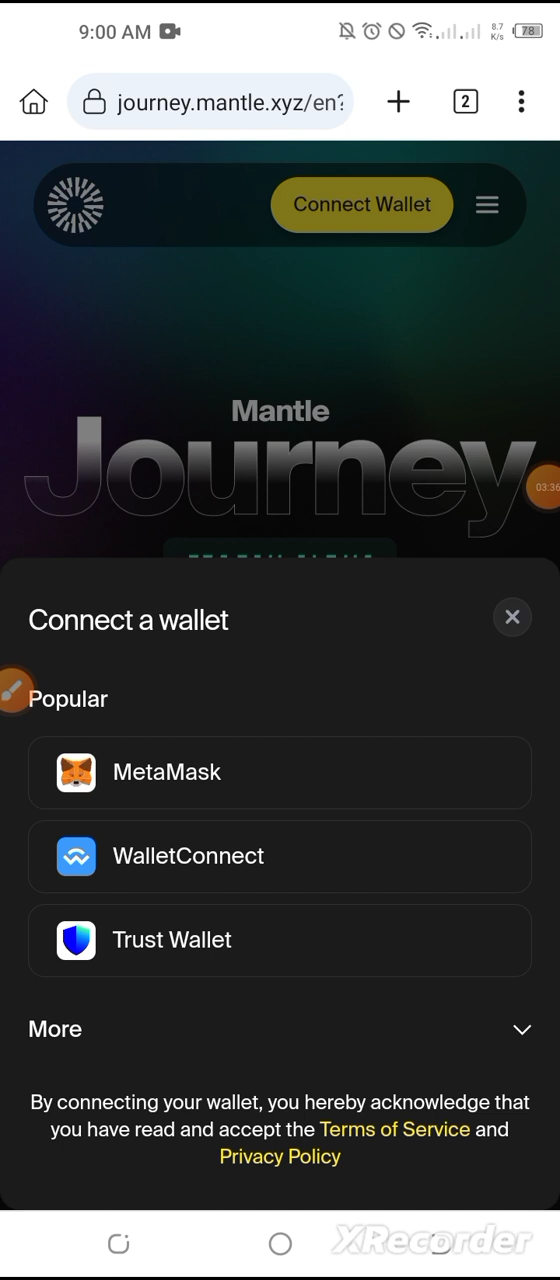 9:00 AM
8.7
K/s
78
journey.mantle.xyz/en?
2
Connect Wallet
Mantle
Journey
03:36
Connect a wallet
Popular
MetaMask
WalletConnect
Trust Wallet
More
By connecting your wallet, you hereby acknowledge that
you have read and accept the Terms of Service and
Privacy Policy
XRecorder